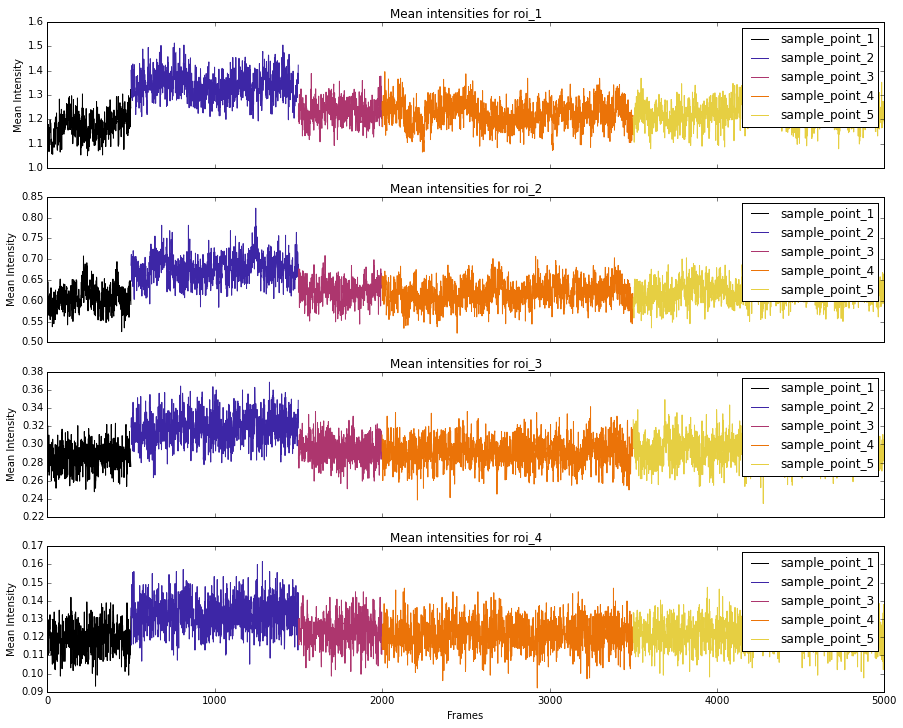 Mean intensities for roi_1
1.6
1.5
1.4
1.3
1.2
1.1
1.0
Mean Intensity
sample_point_1
sample_point_2
sample_point_3
sample_point_4
sample_point_5
Mean intensities for roi_2
0.85
0.80
0.75
0.70
0.65
0.60
0.55
0.50
Mean Intensity
sample_point_1
sample_point_2
sample_point_3
sample_point_4
sample_point_5
Mean intensities for roi_3
0.38
0.36
0.34
0.32
0.30
0.28
0.26
0.24
0.22
Mean Intensity
sample_point_1
sample_point_2
sample_point_3
sample_point_4
sample_point_5
Mean intensities for roi_4
0.17
0.16
0.15
0.14
0.13
0.12
0.11
0.10
0.09
Mean Intensity
sample_point_1
sample_point_2
sample_point_3
sample_point_4
sample_point_5
0
1000
2000
3000
4000
5000
Frames